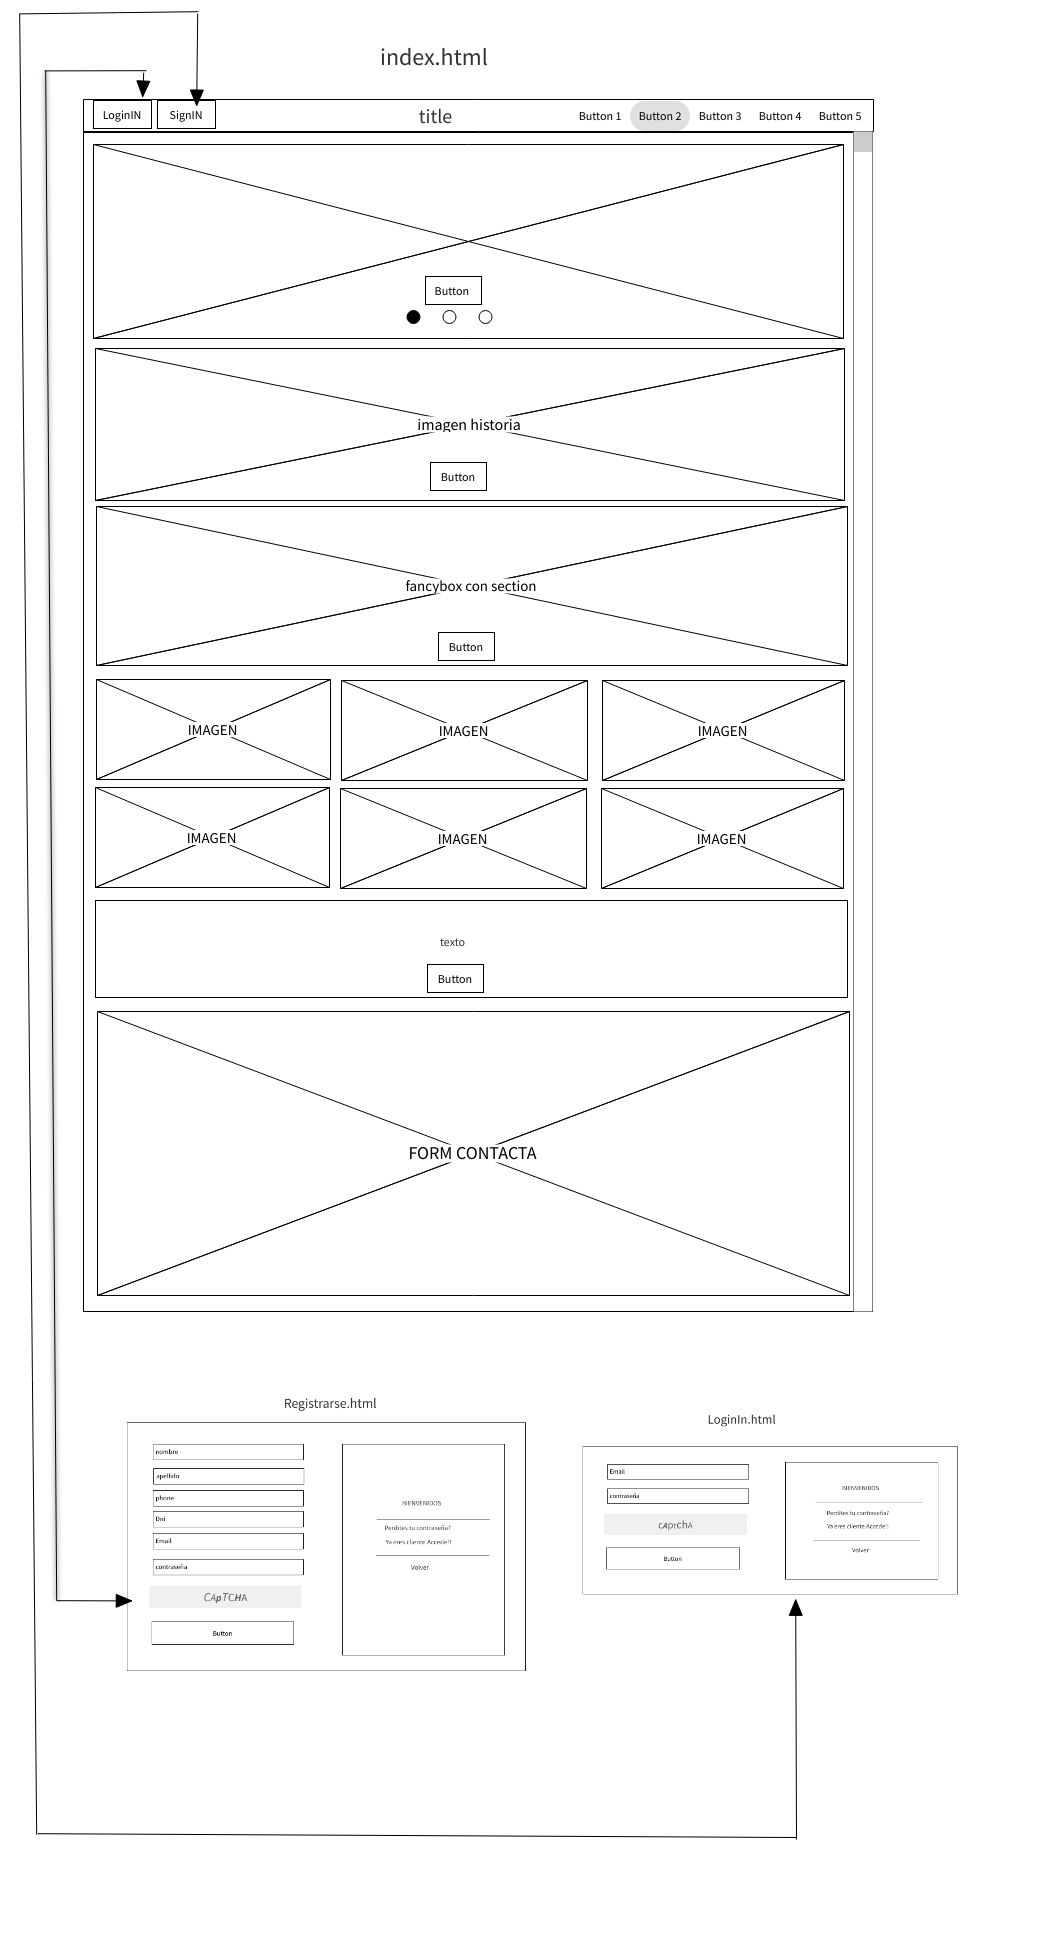 index.html
LoginIN
SignIN
title
Button 1
Button 2
Button 3
Button 4
Button 5
Button
imagen historia
Button
fancybox con section
Button
IMAGEN
IMAGEN
IMAGEN
IMAGEN
IMAGEN
IMAGEN
texto
Button
FORM CONTACTA
Registrarse.html
nombre
apellido
phone
Dni
Email
contraseña
CApTCHA
Button
BIENVENIDOS
Perdites tu contraseña?
Ya eres cliente.Accede!!
Volver
LoginIn.html
Email
contraseña
cAptchA
Button
BIENVENIDOS
Perdites tu contraseña?
Ya eres cliente.Accede!!
Volver